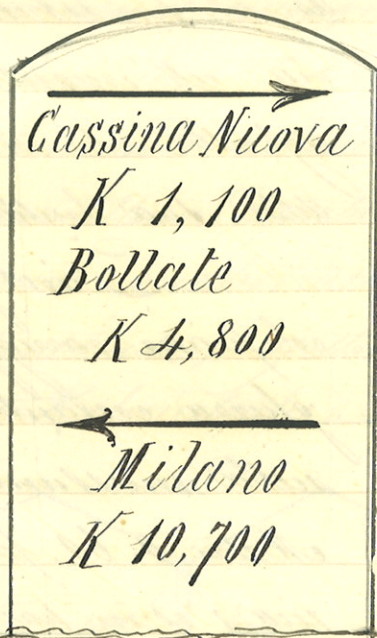 Cassina Nuova
K 1,100
Bollate
K 4,800
Milano
K 10,700